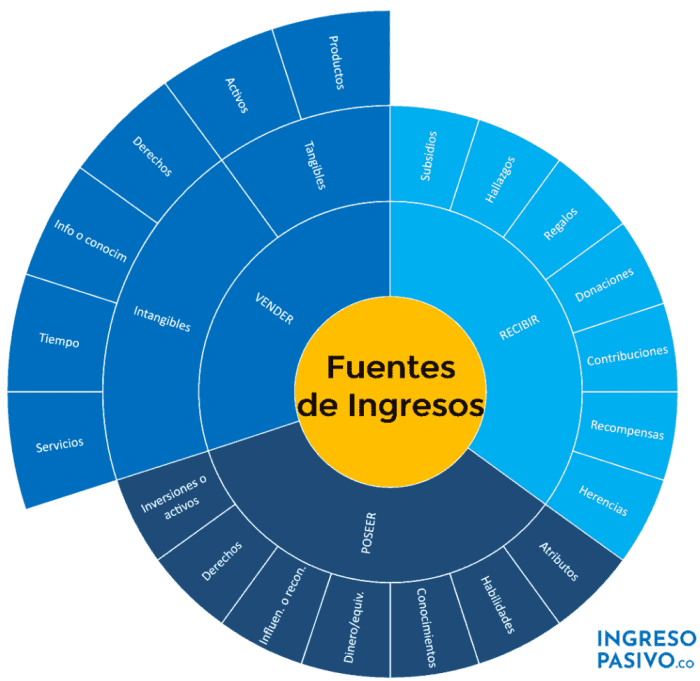 Fuentes
de Ingresos
VENDER
Tangibles
Productos
Activos
Intangibles
Derechos
Info o conocim
Tiempo
Servicios
RECIBIR
Subsidios
Hallazgos
Regalos
Donaciones
Contribuciones
Recompensas
Herencias
POSEER
Atributos
Habilidades
Conocimientos
Dinero/equiv.
Influen. o recon.
Derechos
Inversiones o
activos
INGRESO
PASIVO.co